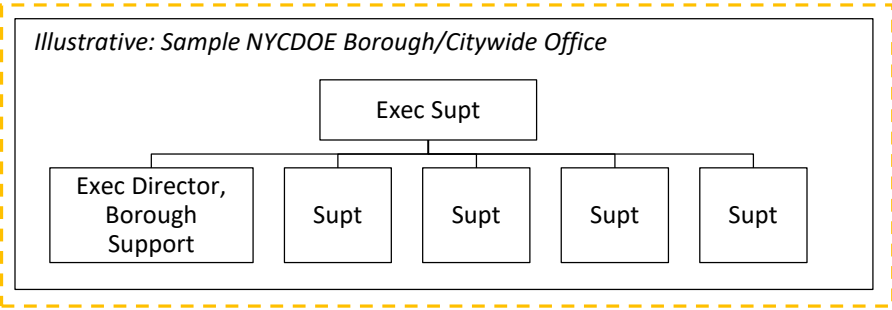 Illustrative: Sample NYCDOE Borough/Citywide Office
Exec Supt
Exec Director,
Borough
Support
Supt
Supt
Supt
Supt